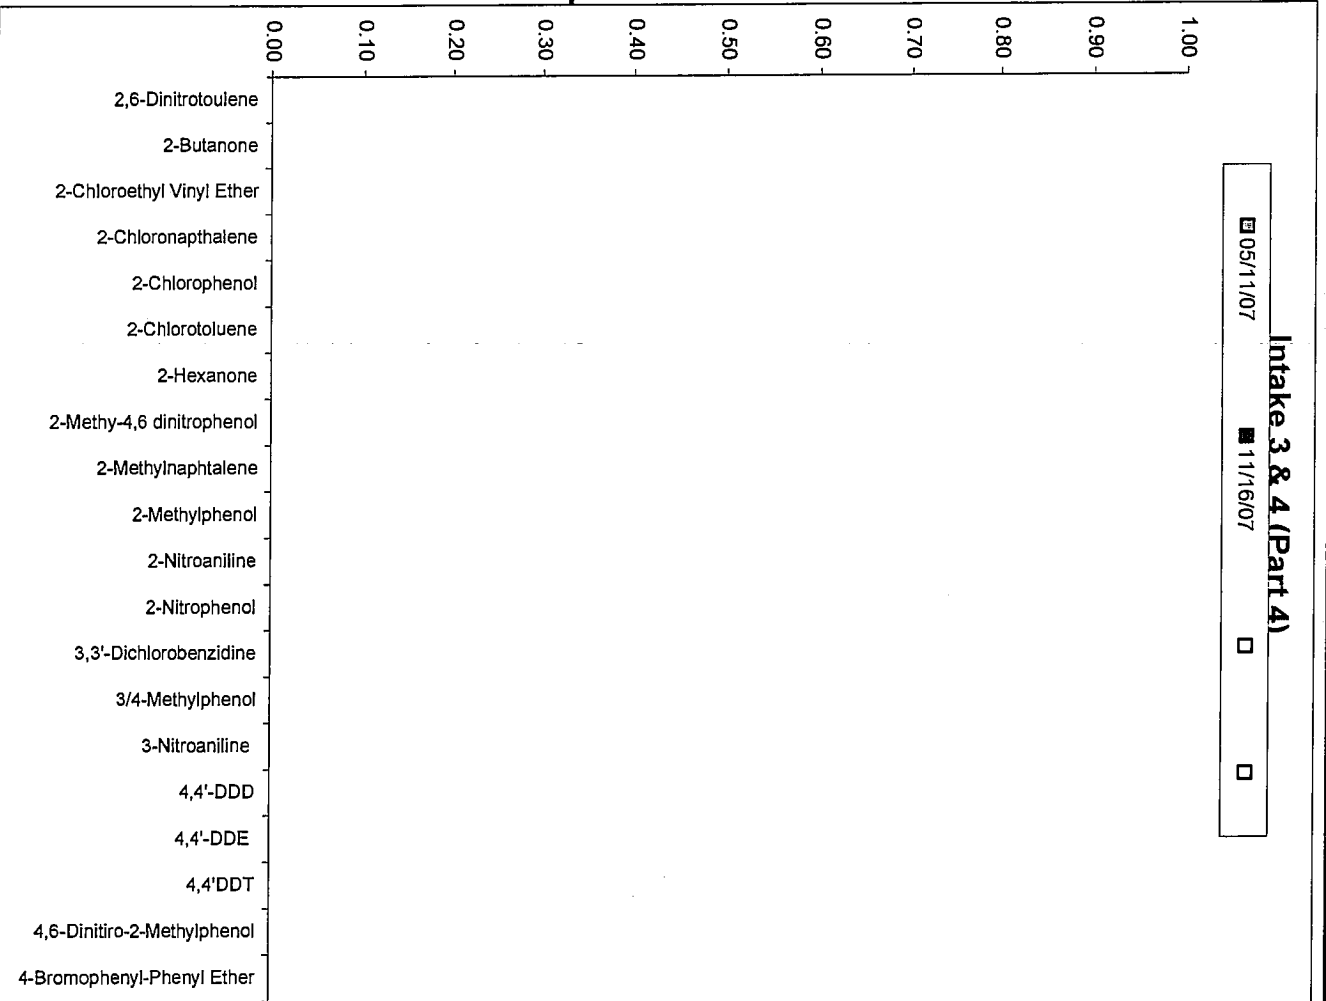 Intake 3 & 4 (Part 4)
05/11/07
11/16/07
1.00
0.90
0.80
0.70
0.60
0.50
0.40
0.30
0.20
0.10
0.00
2,6-Dinitrotoulene
2-Butanone
2-Chloroethyl Vinyl Ether
2-Chloronapthalene
2-Chlorophenol
2-Chlorotoluene
2-Hexanone
2-Methy-4,6 dinitrophenol
2-Methylnaphtalene
2-Methylphenol
2-Nitroaniline
2-Nitrophenol
3,3'-Dichlorobenzidine
3/4-Methylphenol
3-Nitroaniline
4,4'-DDD
4,4'-DDE
4,4'DDT
4,6-Dinitiro-2-Methylphenol
4-Bromophenyl-Phenyl Ether